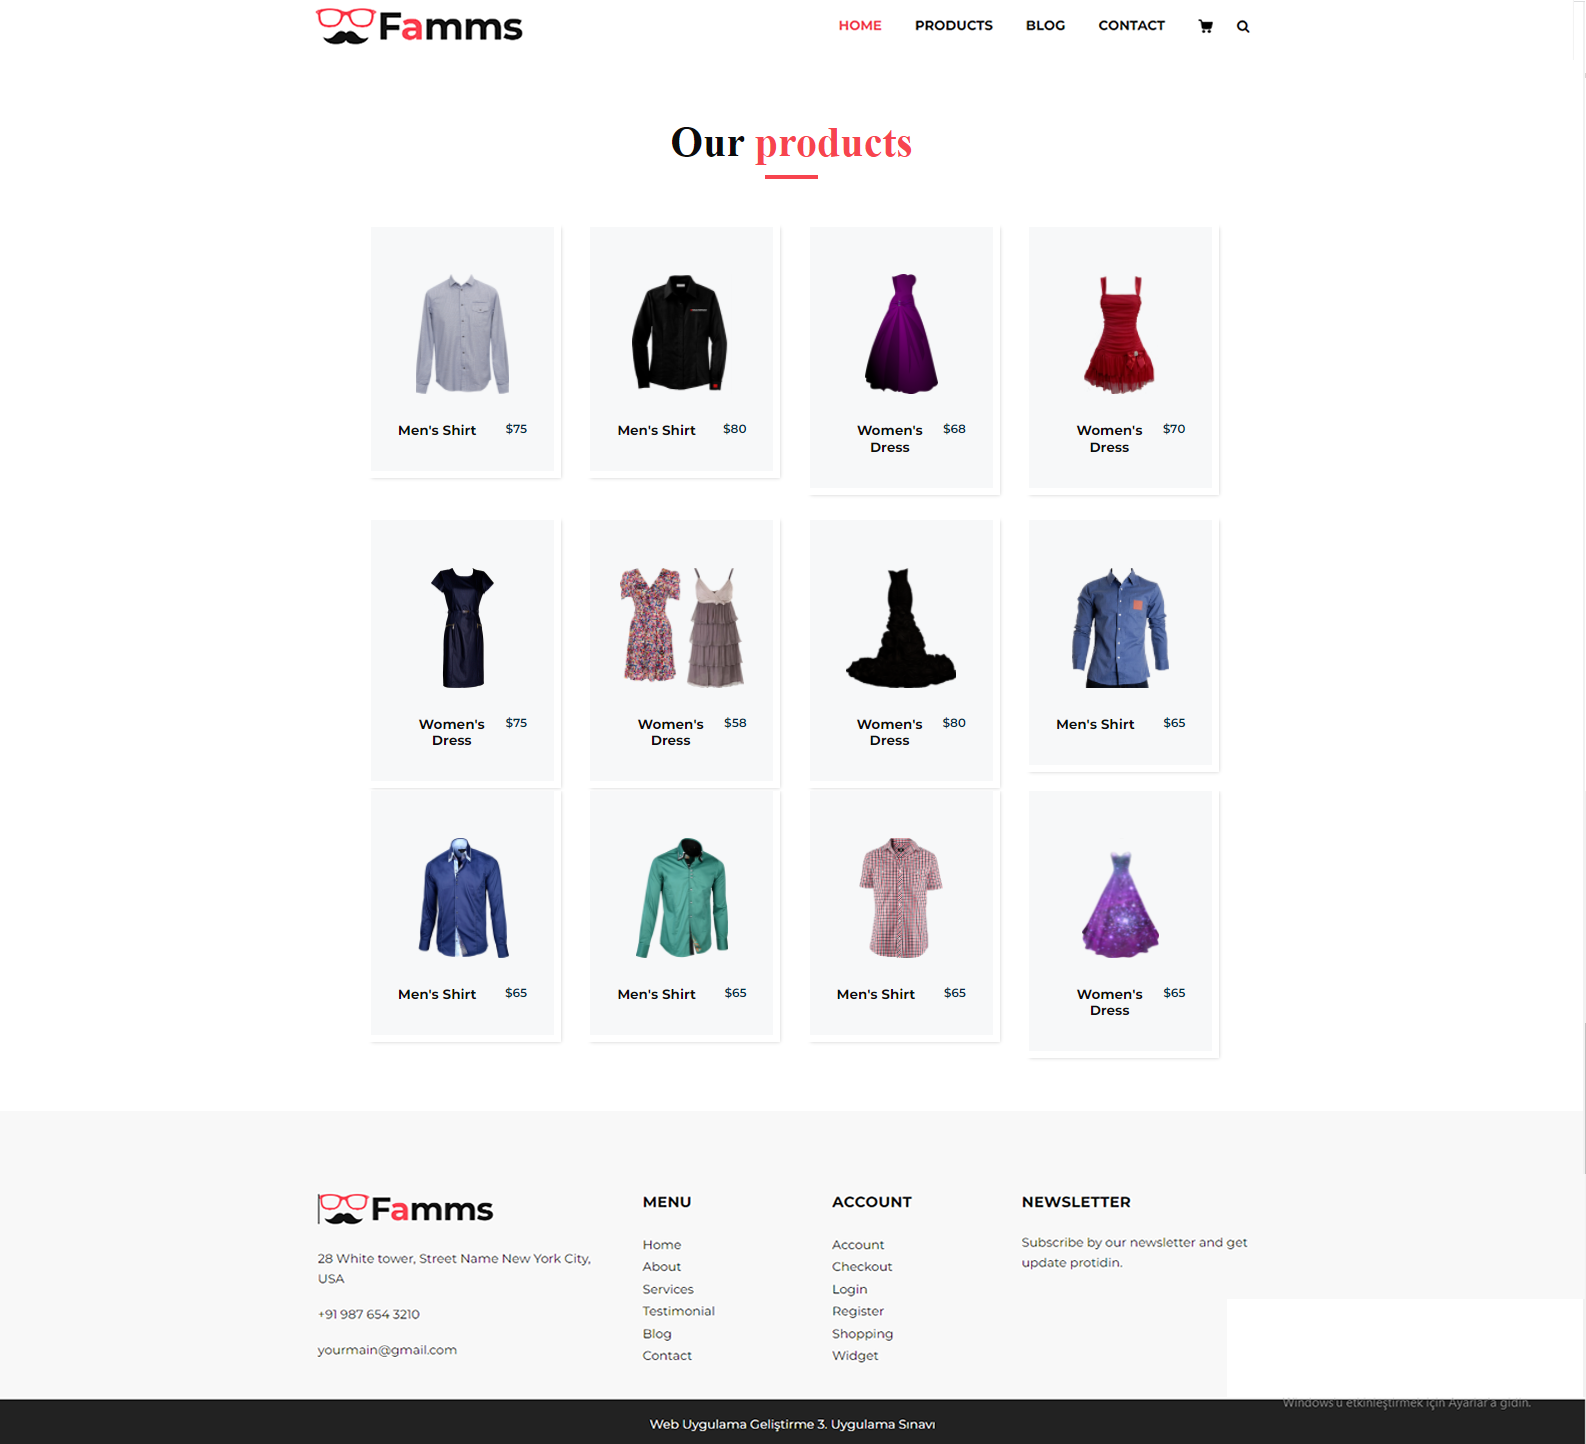 Famms
HOME PRODUCTS BLOG CONTACT
Our products
Men's Shirt $75
Men's Shirt $80
Women's $68
Dress
Women's $70
Dress
Women's $75
Dress
Women's $58
Dress
Women's $80
Dress
Men's Shirt $65
Men's Shirt $65
Men's Shirt $65
Men's Shirt $65
Women's $65
Dress
Famms
28 White tower, Street Name New York City,
USA
+91 987 654 3210
yourmain@gmail.com
MENU
Home
About
Services
Testimonial
Blog
Contact
ACCOUNT
Account
Checkout
Login
Register
Shopping
Widget
NEWSLETTER
Subscribe by our newsletter and get
update protidin.
Windows'u etkinleştirmek için Ayarlar'a gidin.
Web Uygulama Geliştirme 3. Uygulama Sınavı